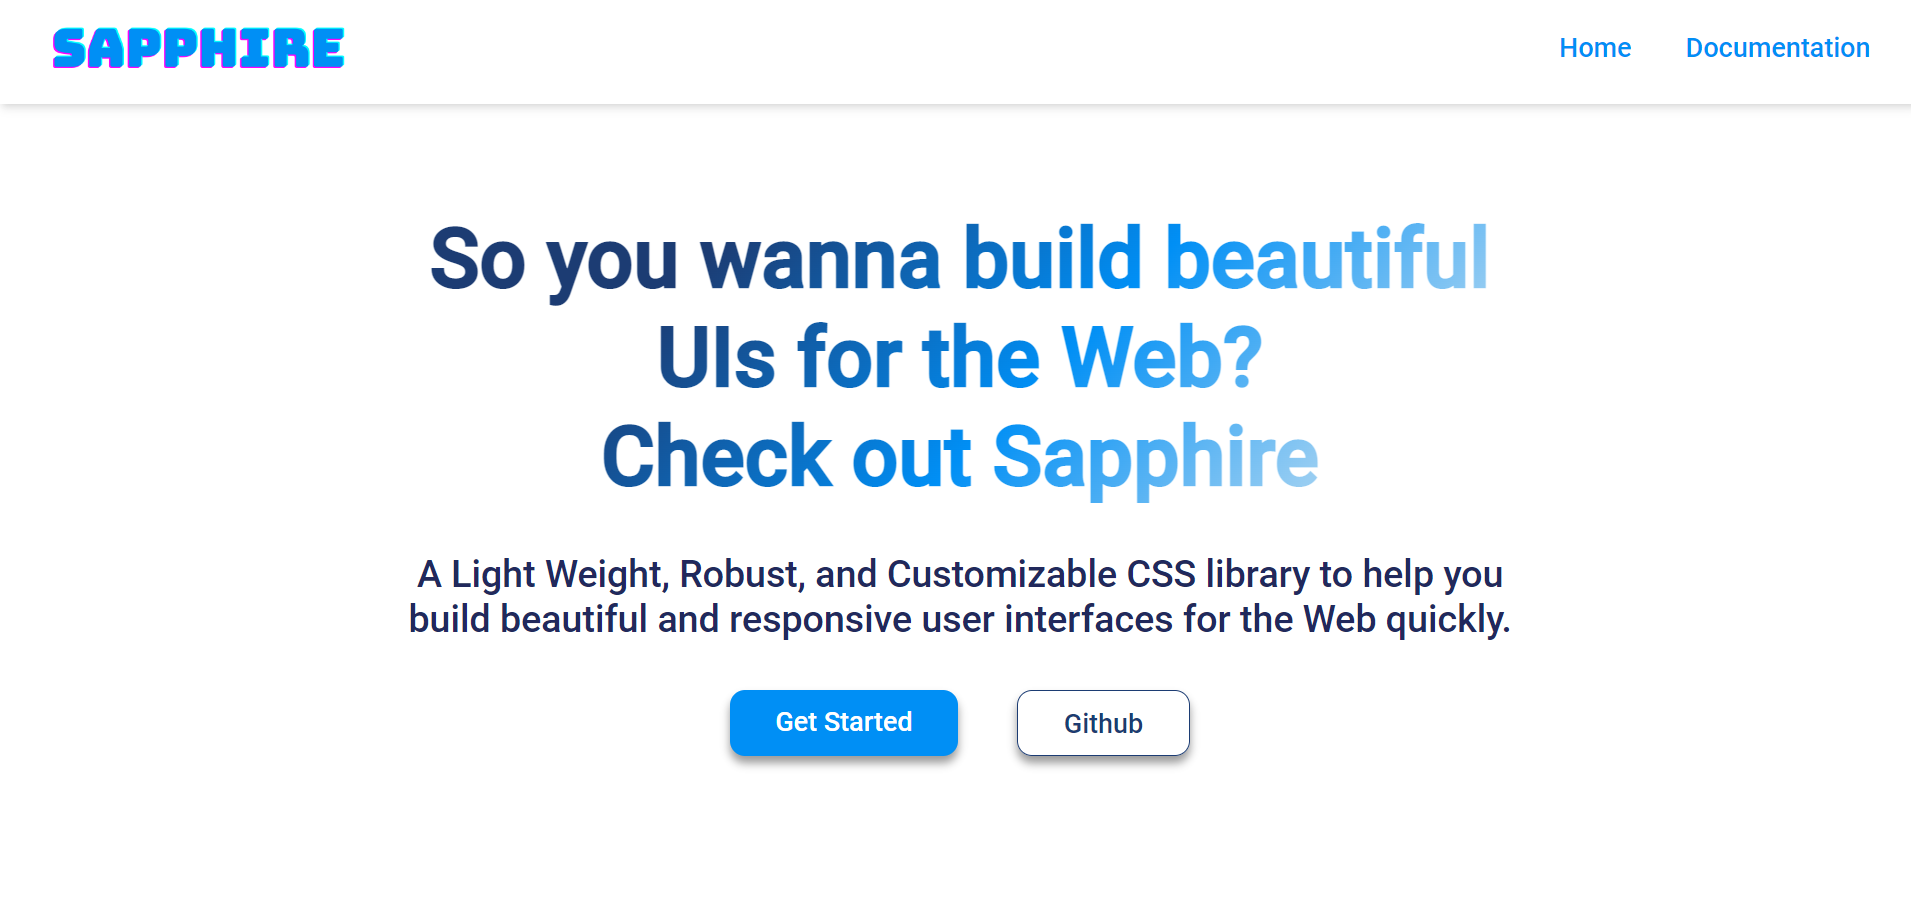 SAPPHIRE
Home
Documentation
So you wanna build beautiful
UIs for the Web?
Check out Sapphire
A Light Weight, Robust, and Customizable CSS library to help you
build beautiful and responsive user interfaces for the Web quickly.
Get Started
Github